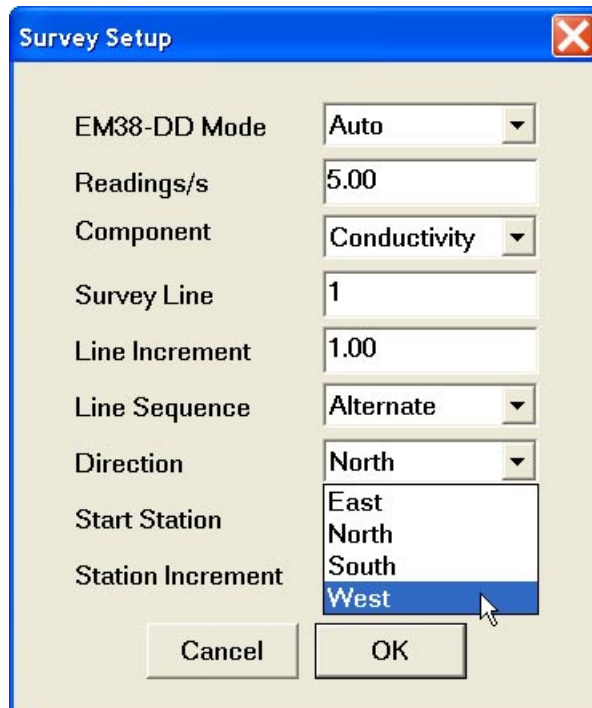 Survey Setup
EM38-DD Mode Auto
Readings/s 5.00
Component Conductivity
Survey Line 1
Line Increment 1.00
Line Sequence Alternate
Direction North
East
North
Start Station
South
Station Increment
West
Cancel OK